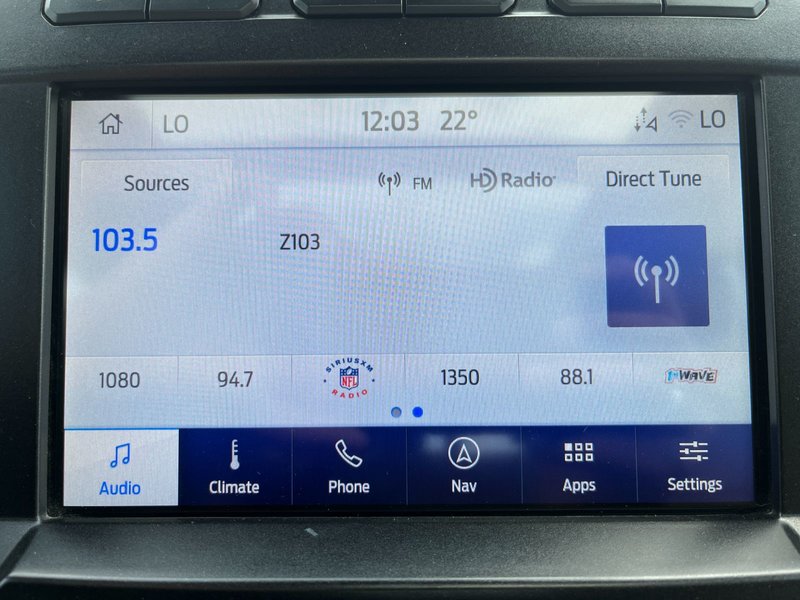 LO 12:03 22° LO
Sources FM HD Radio Direct Tune
103.5 Z103
1080 94.7 SIRIUSXM NFL RADIO 1350 88.1 1st WAVE
Audio Climate Phone Nav Apps Settings